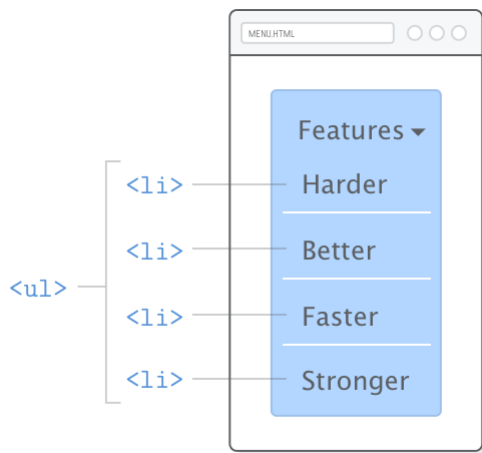 MENU.HTML
Features
<li> Harder
<li> Better
<ul>
<li> Faster
<li> Stronger